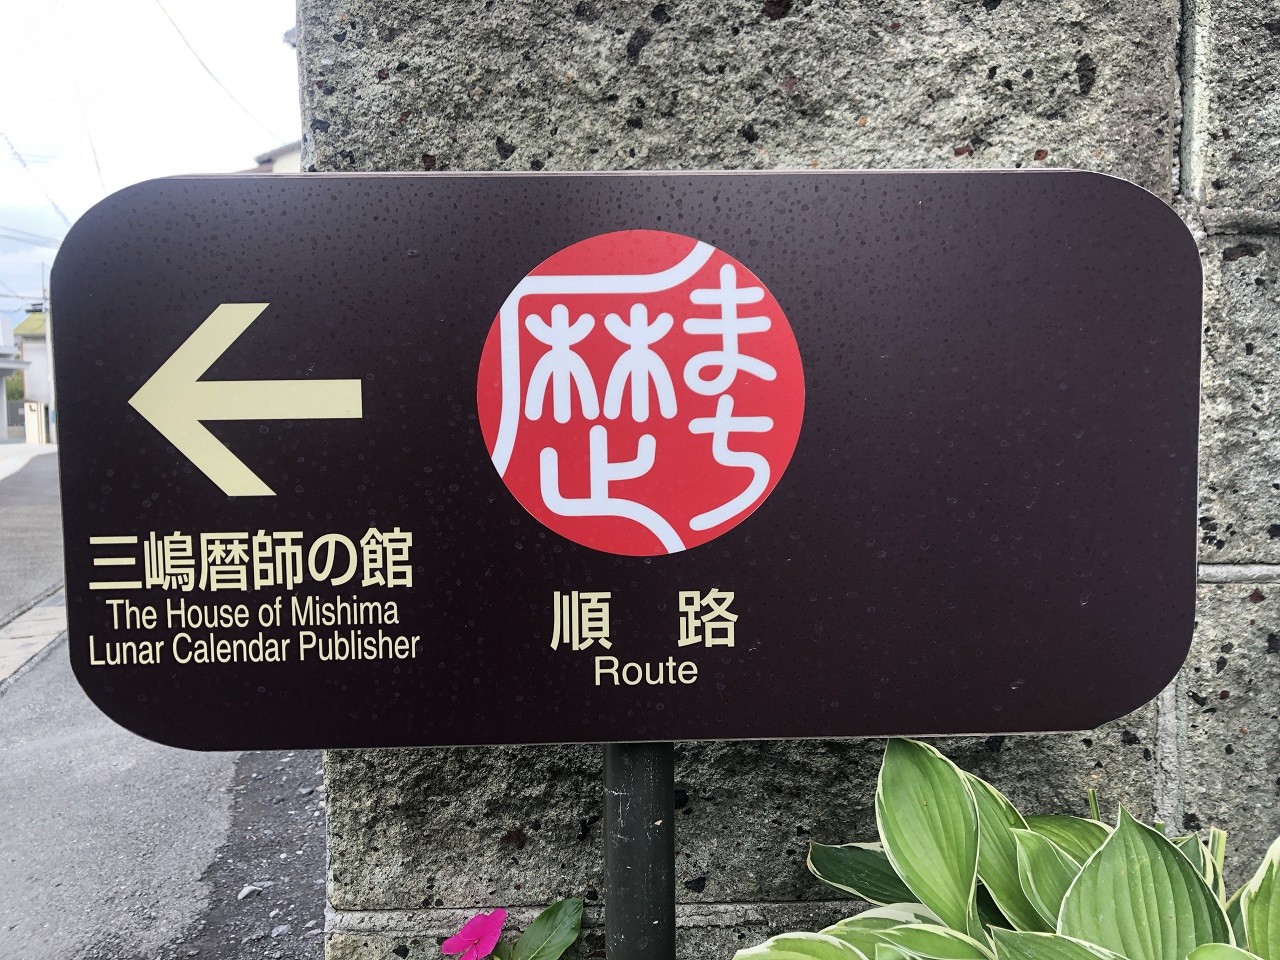 歴
まち
三嶋暦師の館
The House of Mishima
Lunar Calendar Publisher
順　路
Route